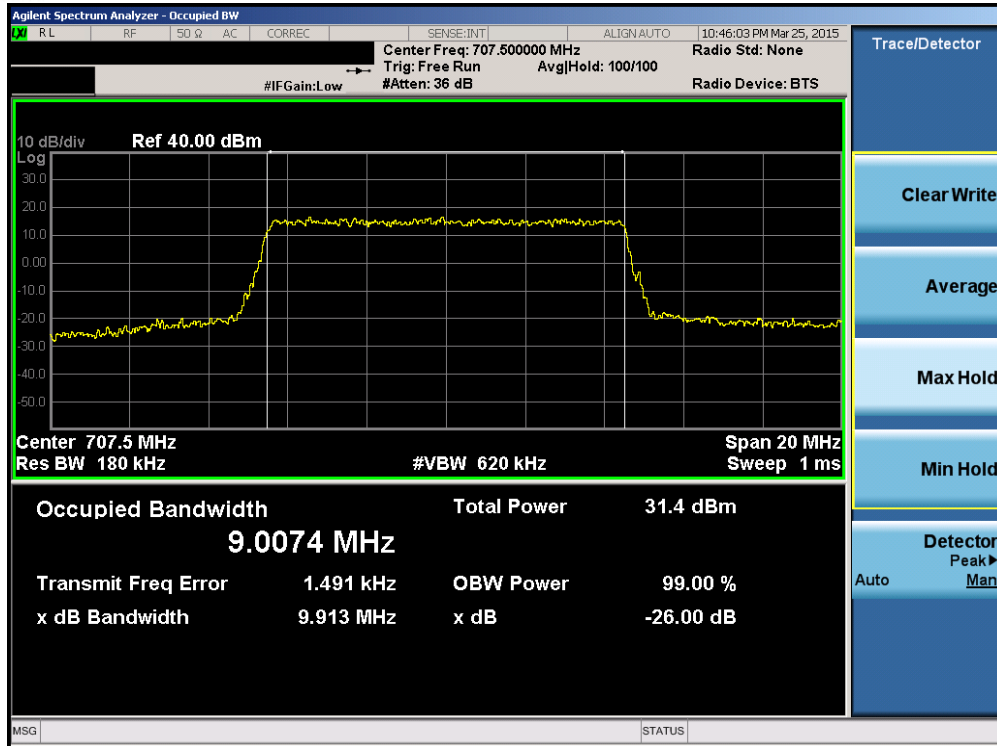 Agilent Spectrum Analyzer - Occupied BW
LXI RL RF 50 Ω AC CORREC SENSE:INT ALIGN AUTO 10:46:03 PM Mar 25, 2015
Center Freq: 707.500000 MHz Radio Std: None
Trig: Free Run Avg|Hold: 100/100
#IFGain:Low #Atten: 36 dB Radio Device: BTS
10 dB/div Ref 40.00 dBm
Log
30.0
20.0
10.0
0.00
-10.0
-20.0
-30.0
-40.0
-50.0
Center 707.5 MHz Span 20 MHz
Res BW 180 kHz #VBW 620 kHz Sweep 1 ms
Occupied Bandwidth Total Power 31.4 dBm
9.0074 MHz
Transmit Freq Error 1.491 kHz OBW Power 99.00 %
x dB Bandwidth 9.913 MHz x dB -26.00 dB
MSG STATUS
Trace/Detector
Clear Write
Average
Max Hold
Min Hold
Detector
Peak▶
Auto Man